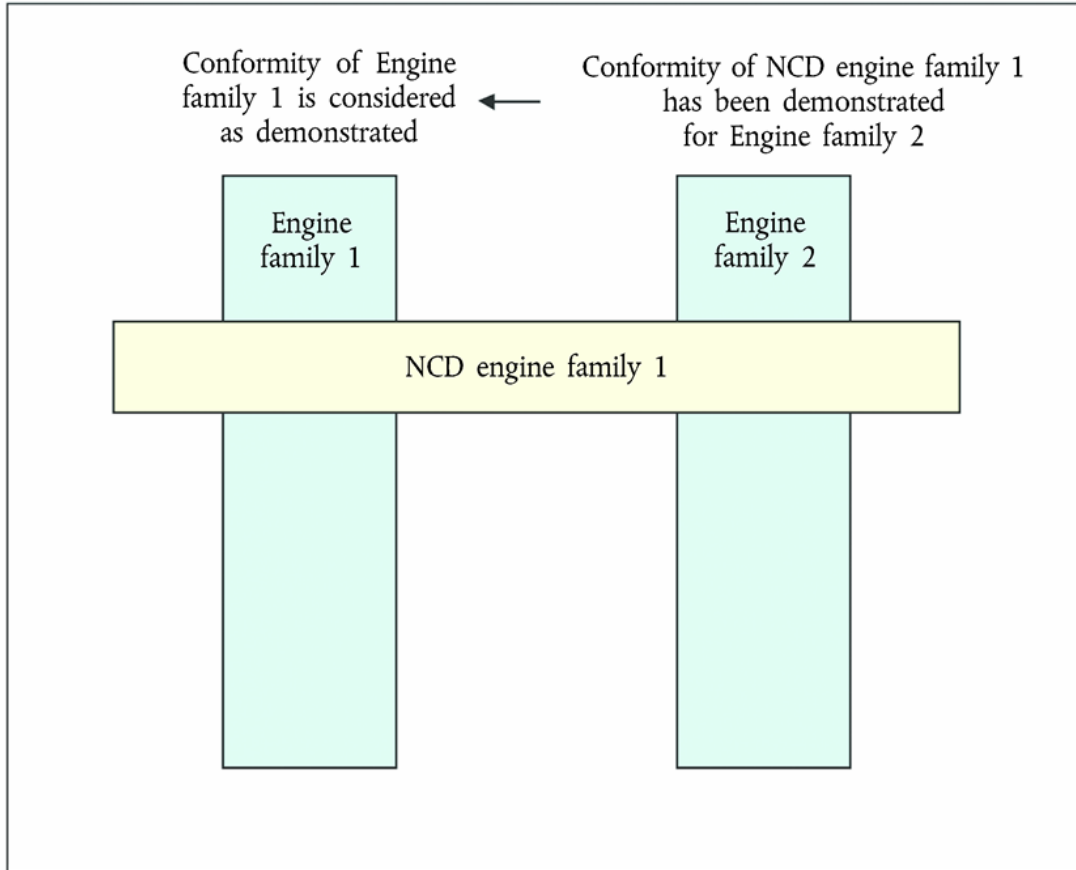 Conformity of Engine
family 1 is considered
as demonstrated
Conformity of NCD engine family 1
has been demonstrated
for Engine family 2
Engine
family 1
Engine
family 2
NCD engine family 1